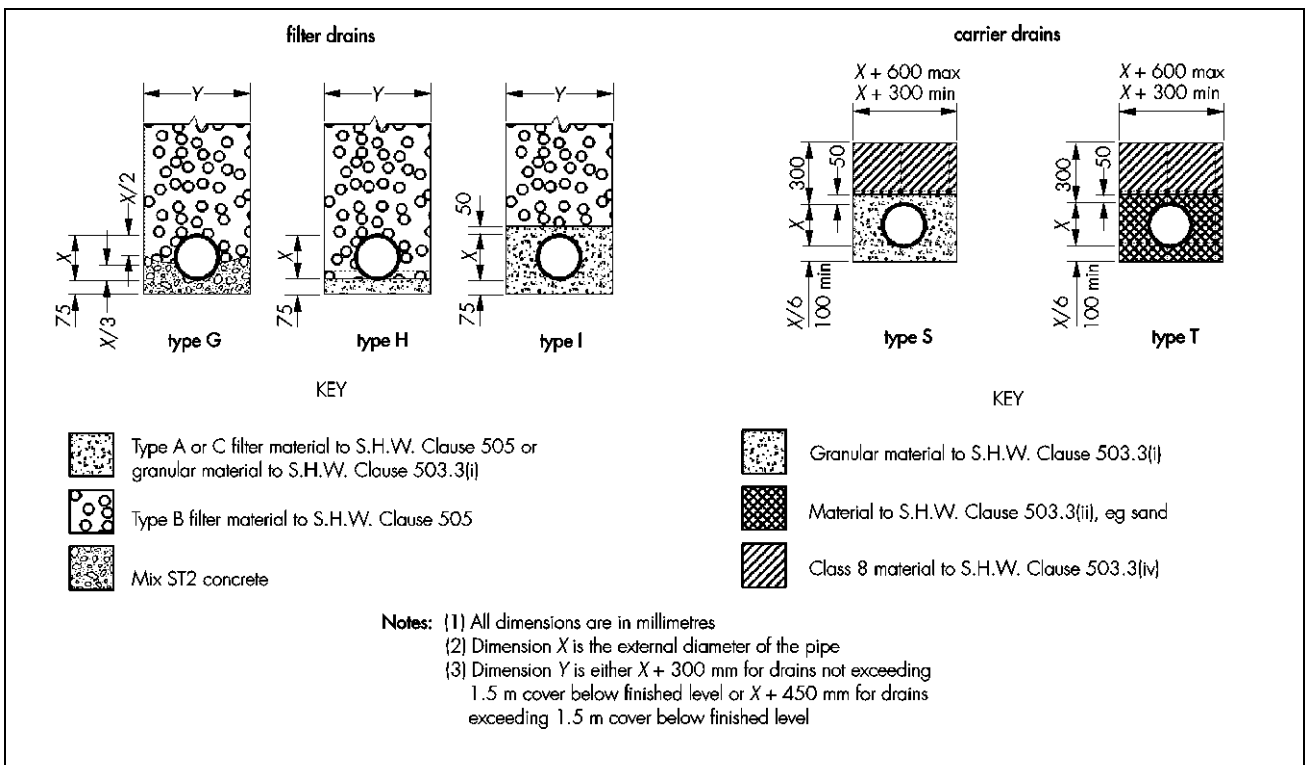 filter drains
Y
X/2
X
75
X/3
type G
Y
X
75
type H
Y
50
X
75
type I
KEY
Type A or C filter material to S.H.W. Clause 505 or
granular material to S.H.W. Clause 503.3(i)
Type B filter material to S.H.W. Clause 505
Mix ST2 concrete
carrier drains
X + 600 max
X + 300 min
300
50
X
X/6
100 min
type S
X + 600 max
X + 300 min
300
50
X
X/6
100 min
type T
KEY
Granular material to S.H.W. Clause 503.3(i)
Material to S.H.W. Clause 503.3(ii), eg sand
Class 8 material to S.H.W. Clause 503.3(iv)
Notes: (1) All dimensions are in millimetres
(2) Dimension X is the external diameter of the pipe
(3) Dimension Y is either X + 300 mm for drains not exceeding
1.5 m cover below finished level or X + 450 mm for drains
exceeding 1.5 m cover below finished level